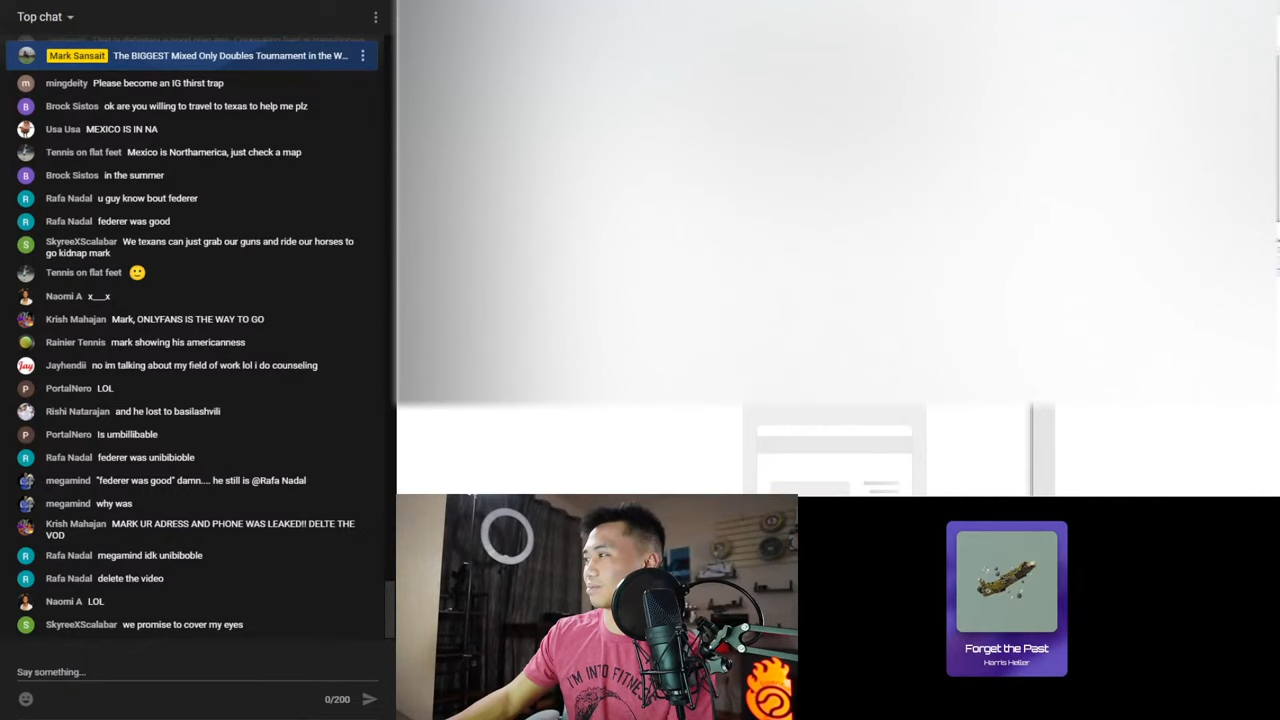 Top chat
Mark Sansait The BIGGEST Mixed Only Doubles Tournament in the W...
mingdeity Please become an IG thirst trap
Brock Sistos ok are you willing to travel to texas to help me plz
Usa Usa MEXICO IS IN NA
Tennis on flat feet Mexico is Northamerica, just check a map
Brock Sistos in the summer
Rafa Nadal u guy know bout federer
Rafa Nadal federer was good
SkyreeXScalabar We texans can just grab our guns and ride our horses to
go kidnap mark
Tennis on flat feet 🙂
Naomi A x___x
Krish Mahajan Mark, ONLYFANS IS THE WAY TO GO
Rainier Tennis mark showing his americanness
Jayhendii no im talking about my field of work lol i do counseling
PortalNero LOL
Rishi Natarajan and he lost to basilashvili
PortalNero Is umbillibable
Rafa Nadal federer was unibibioble
megamind "federer was good" damn.... he still is @Rafa Nadal
megamind why was
Krish Mahajan MARK UR ADRESS AND PHONE WAS LEAKED!! DELTE THE
VOD
Rafa Nadal megamind idk unibiboble
Rafa Nadal delete the video
Naomi A LOL
SkyreeXScalabar we promise to cover my eyes
Say something...
0/200
I'M INTO FITNESS
Forget the Past
Harris Heller